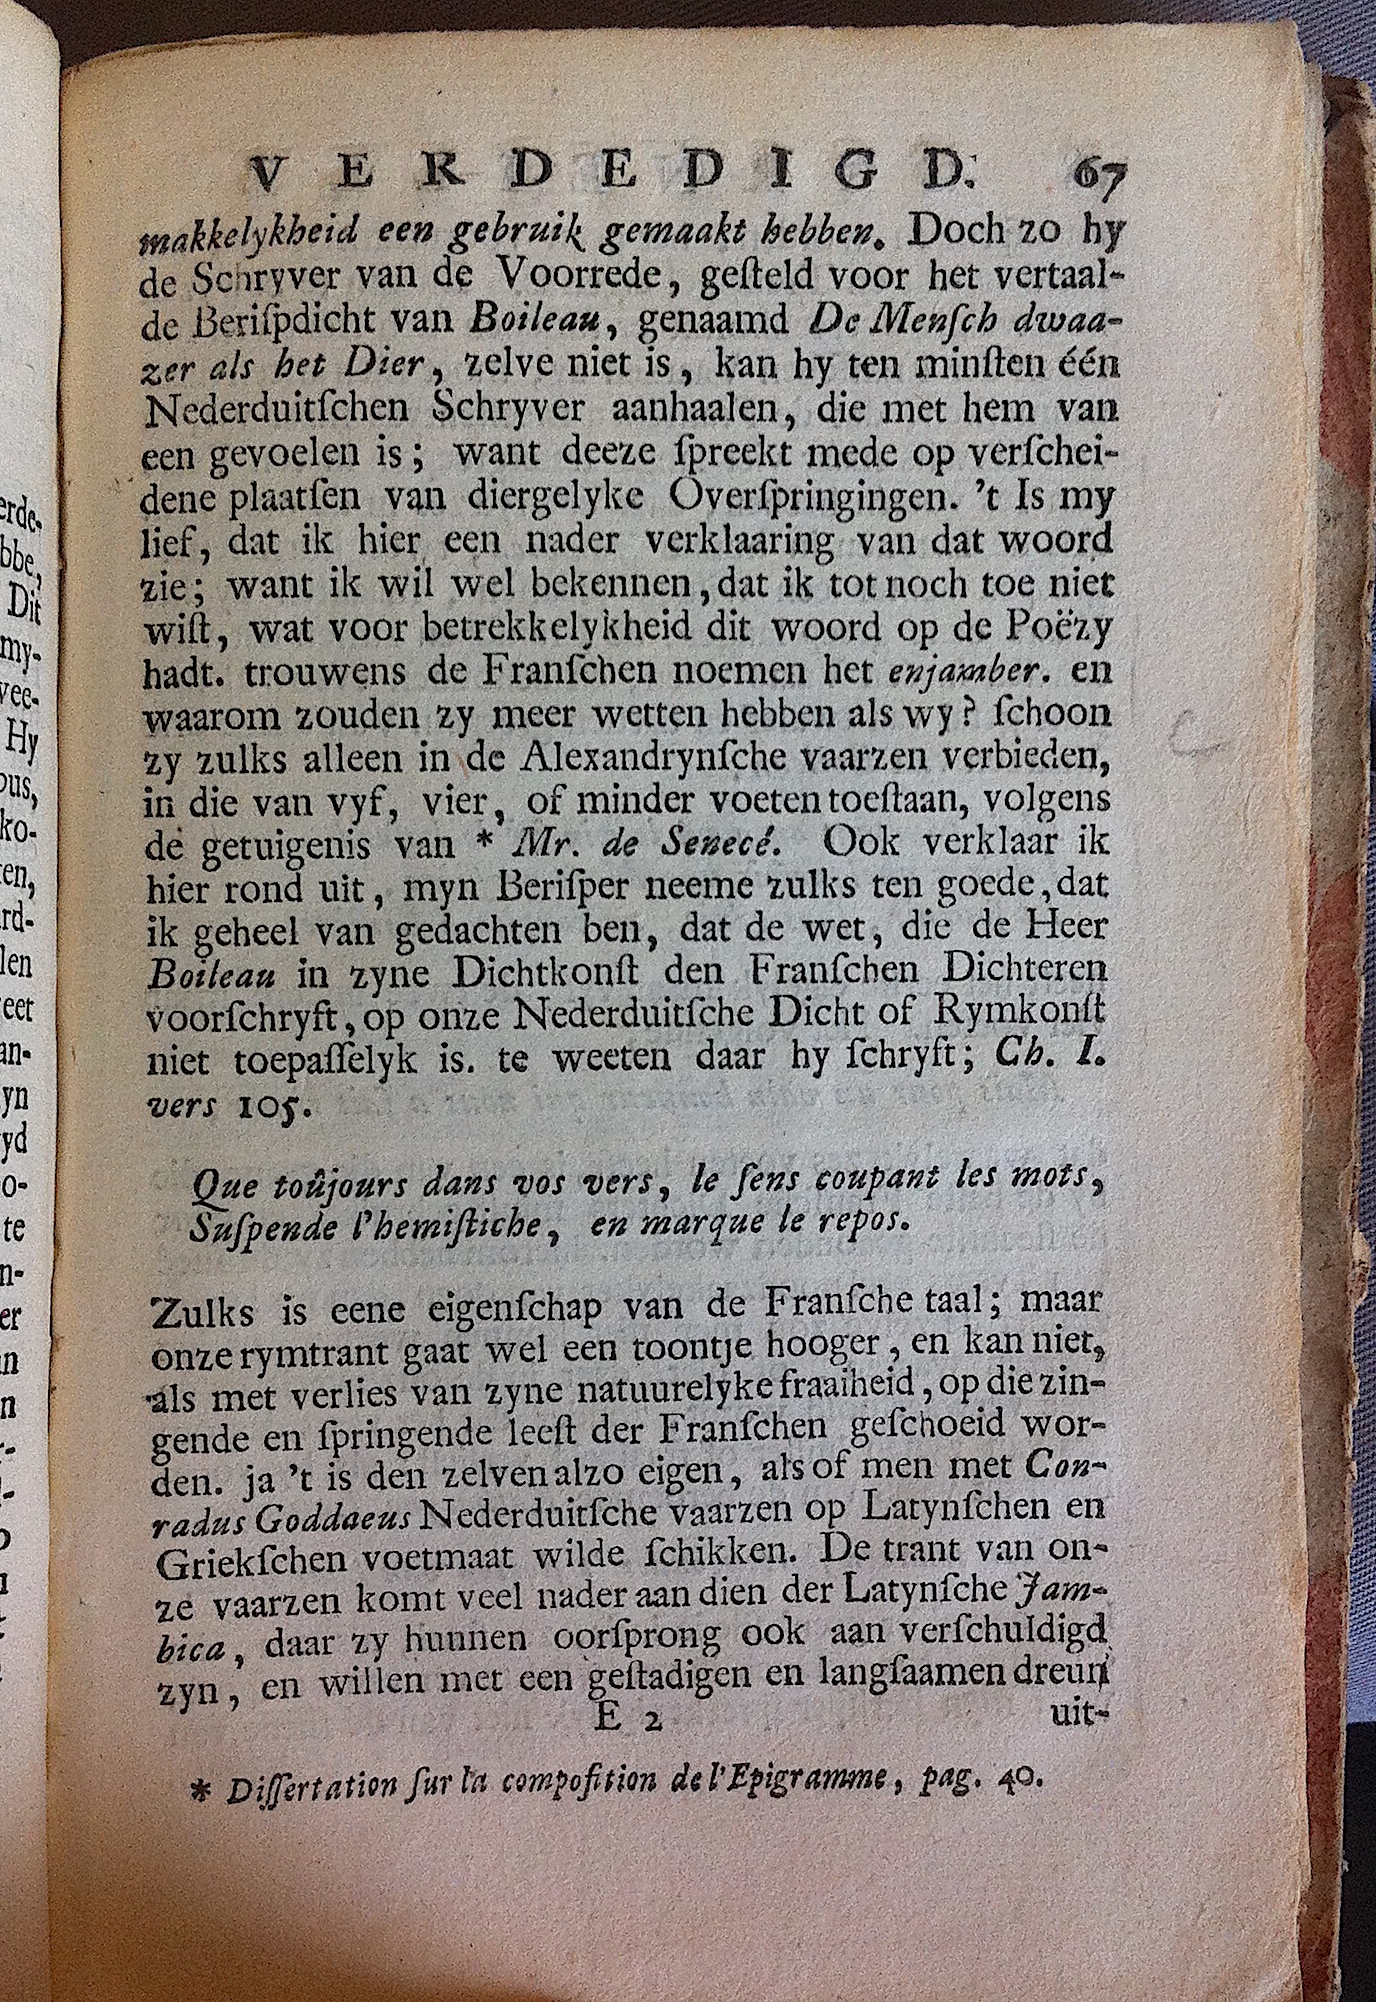 VERDEDIGD. 67
makkelykheid een gebruik gemaakt hebben. Doch zo hy
de Schryver van de Voorrede, geſteld voor het vertaal-
de Beriſpdicht van Boileau, genaamd De Menſch dwaa-
zer als het Dier, zelve niet is, kan hy ten minſten één
Nederduitſchen Schryver aanhaalen, die met hem van
een gevoelen is; want deeze ſpreekt mede op verſchei-
dene plaatſen van diergelyke Overſpringingen. 't Is my
lief, dat ik hier een nader verklaaring van dat woord
zie; want ik wil wel bekennen, dat ik tot noch toe niet
wiſt, wat voor betrekkelykheid dit woord op de Poëzy
hadt. trouwens de Franſchen noemen het enjamber. en
waarom zouden zy meer wetten hebben als wy? ſchoon
zy zulks alleen in de Alexandrynſche vaarzen verbieden,
in die van vyf, vier, of minder voeten toeſtaan, volgens
de getuigenis van * Mr. de Senecé. Ook verklaar ik
hier rond uit, myn Beriſper neeme zulks ten goede, dat
ik geheel van gedachten ben, dat de wet, die de Heer
Boileau in zyne Dichtkonſt den Franſchen Dichteren
voorſchryft, op onze Nederduitſche Dicht of Rymkonſt
niet toepaſſelyk is. te weeten daar hy ſchryft; Ch. I.
vers 105.
Que toûjours dans vos vers, le ſens coupant les mots,
Suſpende l'hemiſtiche, en marque le repos.
Zulks is eene eigenſchap van de Franſche taal; maar
onze rymtrant gaat wel een toontje hooger, en kan niet,
als met verlies van zyne natuurelyke fraaiheid, op die zin-
gende en ſpringende leeſt der Franſchen geſchoeid wor-
den. ja 't is den zelven alzo eigen, als of men met Con-
radus Goddaeus Nederduitſche vaarzen op Latynſchen en
Griekſchen voetmaat wilde ſchikken. De trant van on-
ze vaarzen komt veel nader aan dien der Latynſche Jam-
bica, daar zy hunnen oorſprong ook aan verſchuldigd
zyn, en willen met een geſtadigen en langſaamen dreun
E 2 uit-
* Diſſertation ſur la compoſition de l'Epigramme, pag. 40.